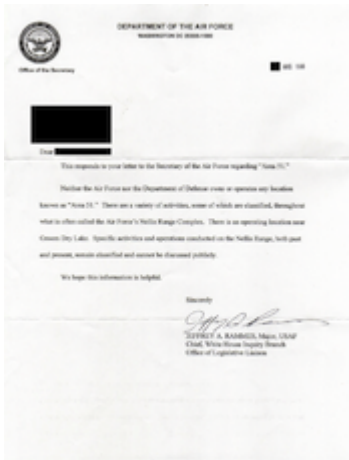 DEPARTMENT OF THE AIR FORCE
WASHINGTON DC
Office of the Secretary
Dear
This responds to your letter to the Secretary of the Air Force regarding "Area 51."
Neither the Air Force nor the Department of Defense owns or operates any location
known as "Area 51." There are a variety of activities, some of which are classified, throughout
what is often called the Air Force's Nellis Range Complex. There is an operating location near
Groom Dry Lake. Specific activities and operations conducted on the Nellis Range, both past
and present, remain classified and cannot be discussed publicly.
We hope this information is helpful.
Sincerely
JEFFREY A. RAMMES, Major, USAF
Chief, White House Inquiry Branch
Office of Legislative Liaison